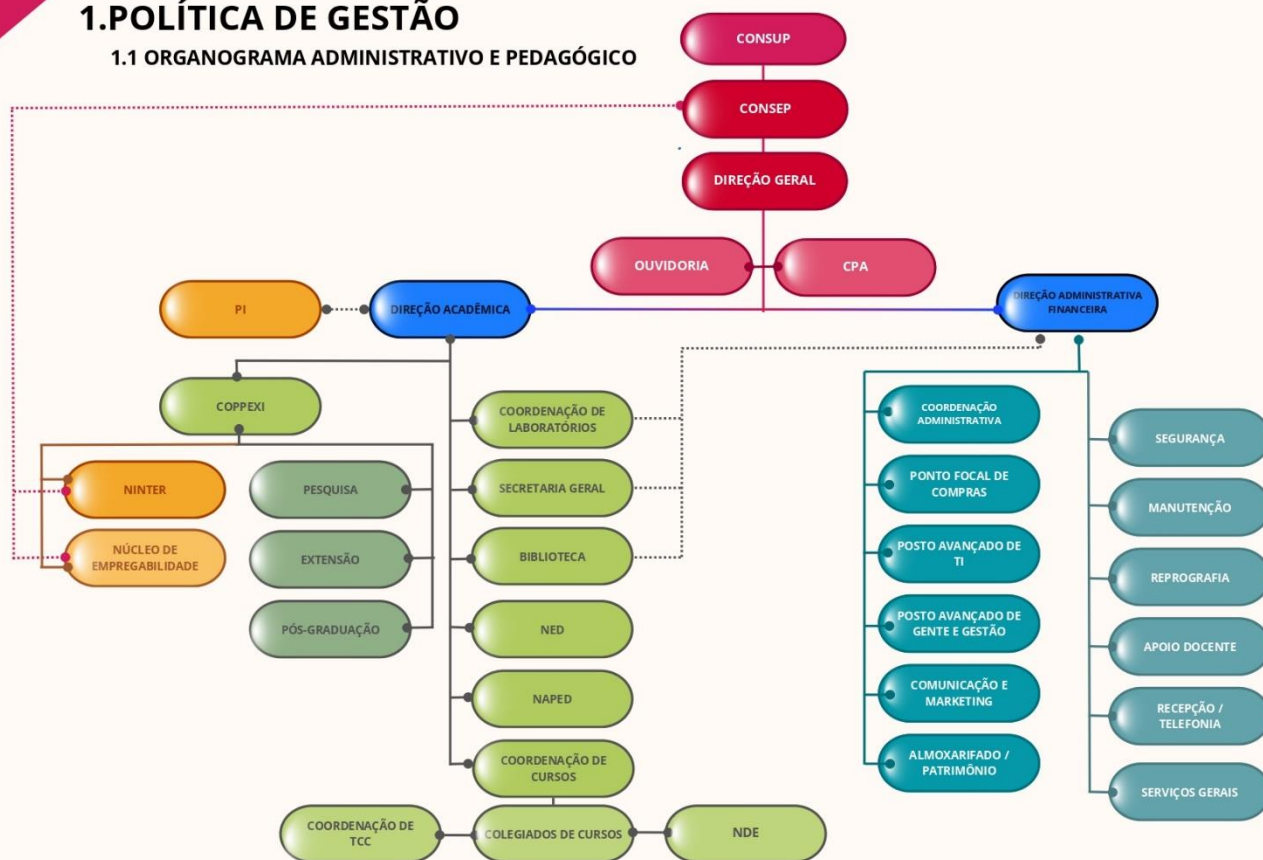 1.POLÍTICA DE GESTÃO
1.1 ORGANOGRAMA ADMINISTRATIVO E PEDAGÓGICO
CONSUP
CONSEP
DIREÇÃO GERAL
OUVIDORIA
CPA
PI
DIREÇÃO ACADÊMICA
DIREÇÃO ADMINISTRATIVA
FINANCEIRA
COPPEXI
NINTER
NÚCLEO DE
EMPREGABILIDADE
PESQUISA
EXTENSÃO
PÓS-GRADUAÇÃO
COORDENAÇÃO DE
LABORATÓRIOS
SECRETARIA GERAL
BIBLIOTECA
NED
NAPED
COORDENAÇÃO DE
CURSOS
COORDENAÇÃO DE
TCC
COLEGIADOS DE CURSOS
NDE
COORDENAÇÃO
ADMINISTRATIVA
PONTO FOCAL DE
COMPRAS
POSTO AVANÇADO DE
TI
POSTO AVANÇADO DE
GENTE E GESTÃO
COMUNICAÇÃO E
MARKETING
ALMOXARIFADO /
PATRIMÔNIO
SEGURANÇA
MANUTENÇÃO
REPROGRAFIA
APOIO DOCENTE
RECEPÇÃO /
TELEFONIA
SERVIÇOS GERAIS